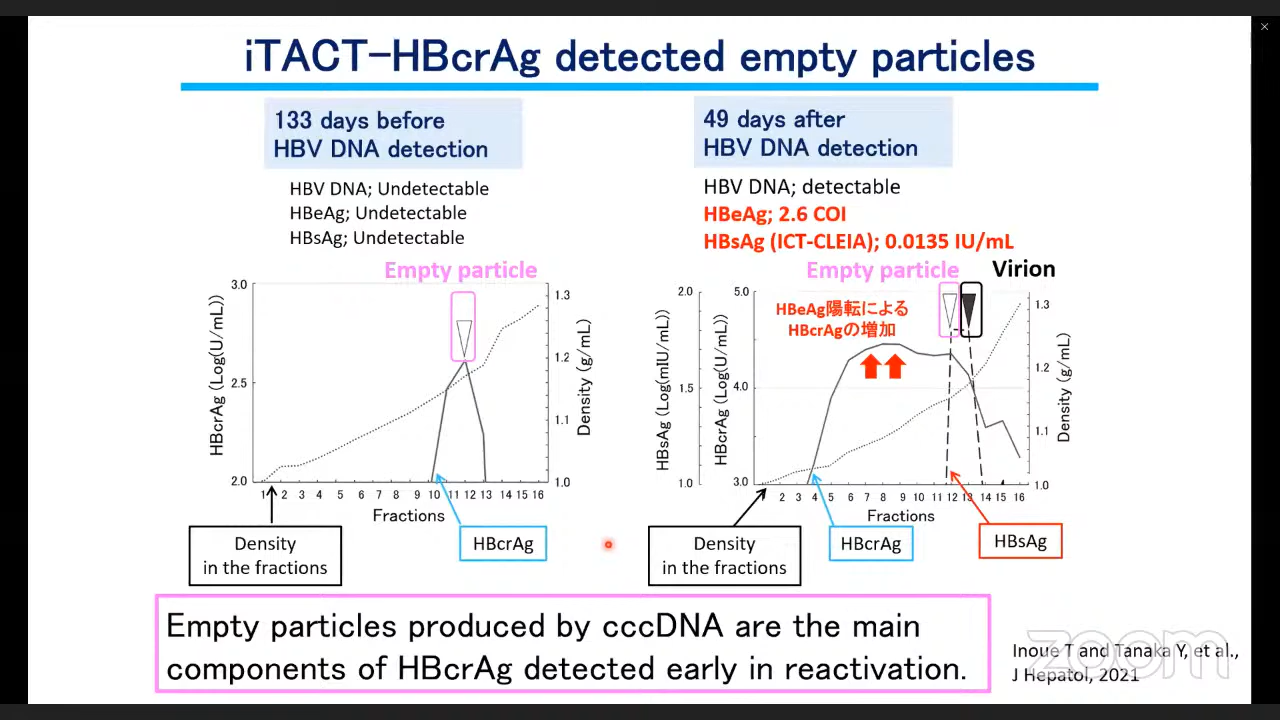 iTACT-HBcrAg detected empty particles
133 days before
HBV DNA detection
HBV DNA; Undetectable
HBeAg; Undetectable
HBsAg; Undetectable
Empty particle
HBcrAg (Log(U/mL))
3.0
2.5
2.0
1.3
1.2
1.1
1.0
Density (g/mL)
1 2 3 4 5 6 7 8 9 10 11 12 13 14 15 16
Fractions
Density
in the fractions
HBcrAg
49 days after
HBV DNA detection
HBV DNA; detectable
HBeAg; 2.6 COI
HBsAg (ICT-CLEIA); 0.0135 IU/mL
Empty particle
Virion
HBsAg (Log(mIU/mL))
2.0
1.5
1.0
HBcrAg (Log(U/mL))
5.0
4.0
3.0
HBeAg陽転による
HBcrAgの増加
1.3
1.2
1.1
1.0
Density (g/mL)
2 3 4 5 6 7 8 9 10 11 12 13 14 15 16
Fractions
Density
in the fractions
HBcrAg
HBsAg
Empty particles produced by cccDNA are the main
components of HBcrAg detected early in reactivation.
Inoue T and Tanaka Y, et al.,
J Hepatol, 2021
zoom